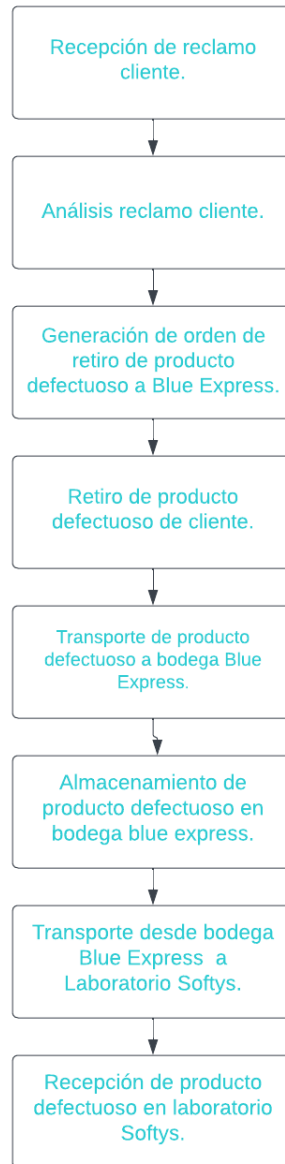 Recepción de reclamo
cliente.
Análisis reclamo cliente.
Generación de orden de
retiro de producto
defectuoso a Blue Express.
Retiro de producto
defectuoso de cliente.
Transporte de producto
defectuoso a bodega Blue
Express.
Almacenamiento de
producto defectuoso en
bodega blue express.
Transporte desde bodega
Blue Express a
Laboratorio Softys.
Recepción de producto
defectuoso en laboratorio
Softys.